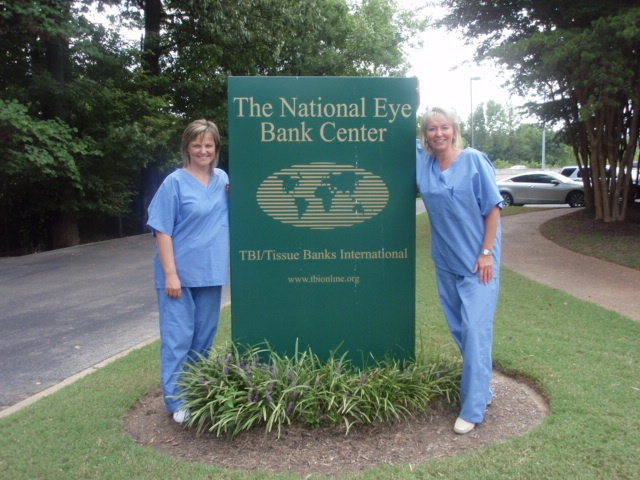 The National Eye
Bank Center
TBI/Tissue Banks International
www.tbionline.org